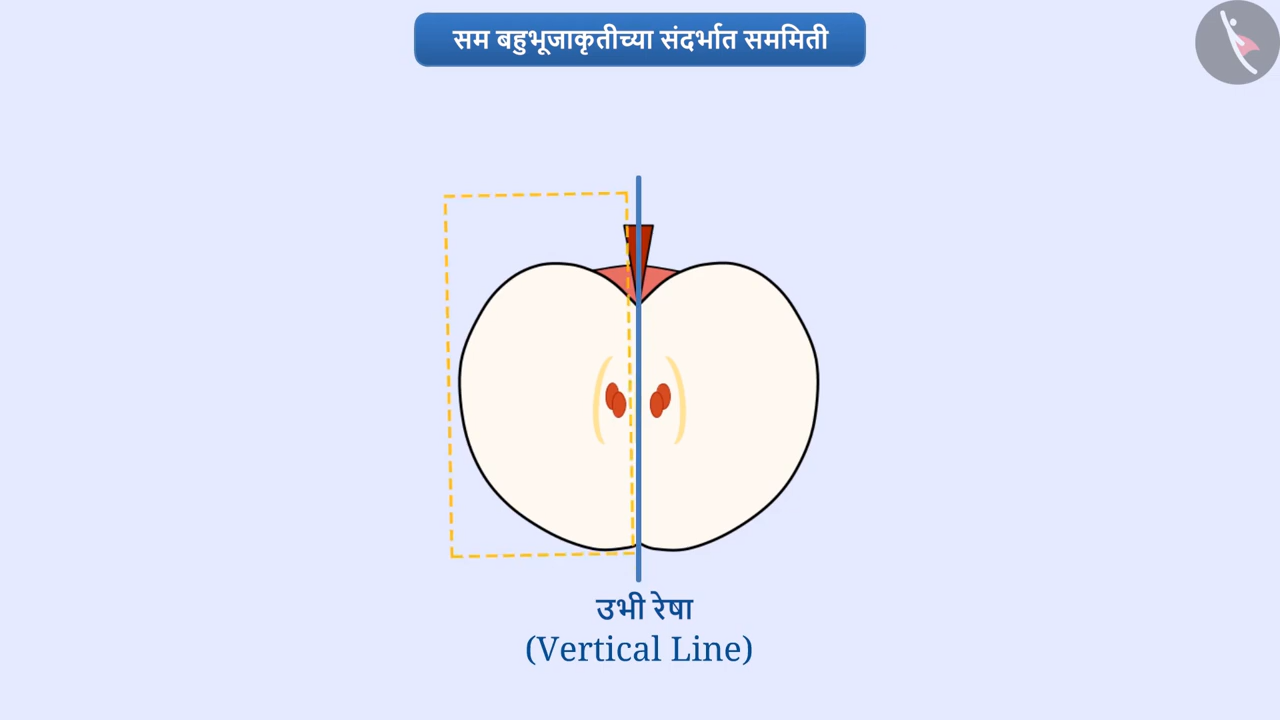 सम बहुभूजाकृतीच्या संदर्भात सममिती
उभी रेषा
(Vertical Line)